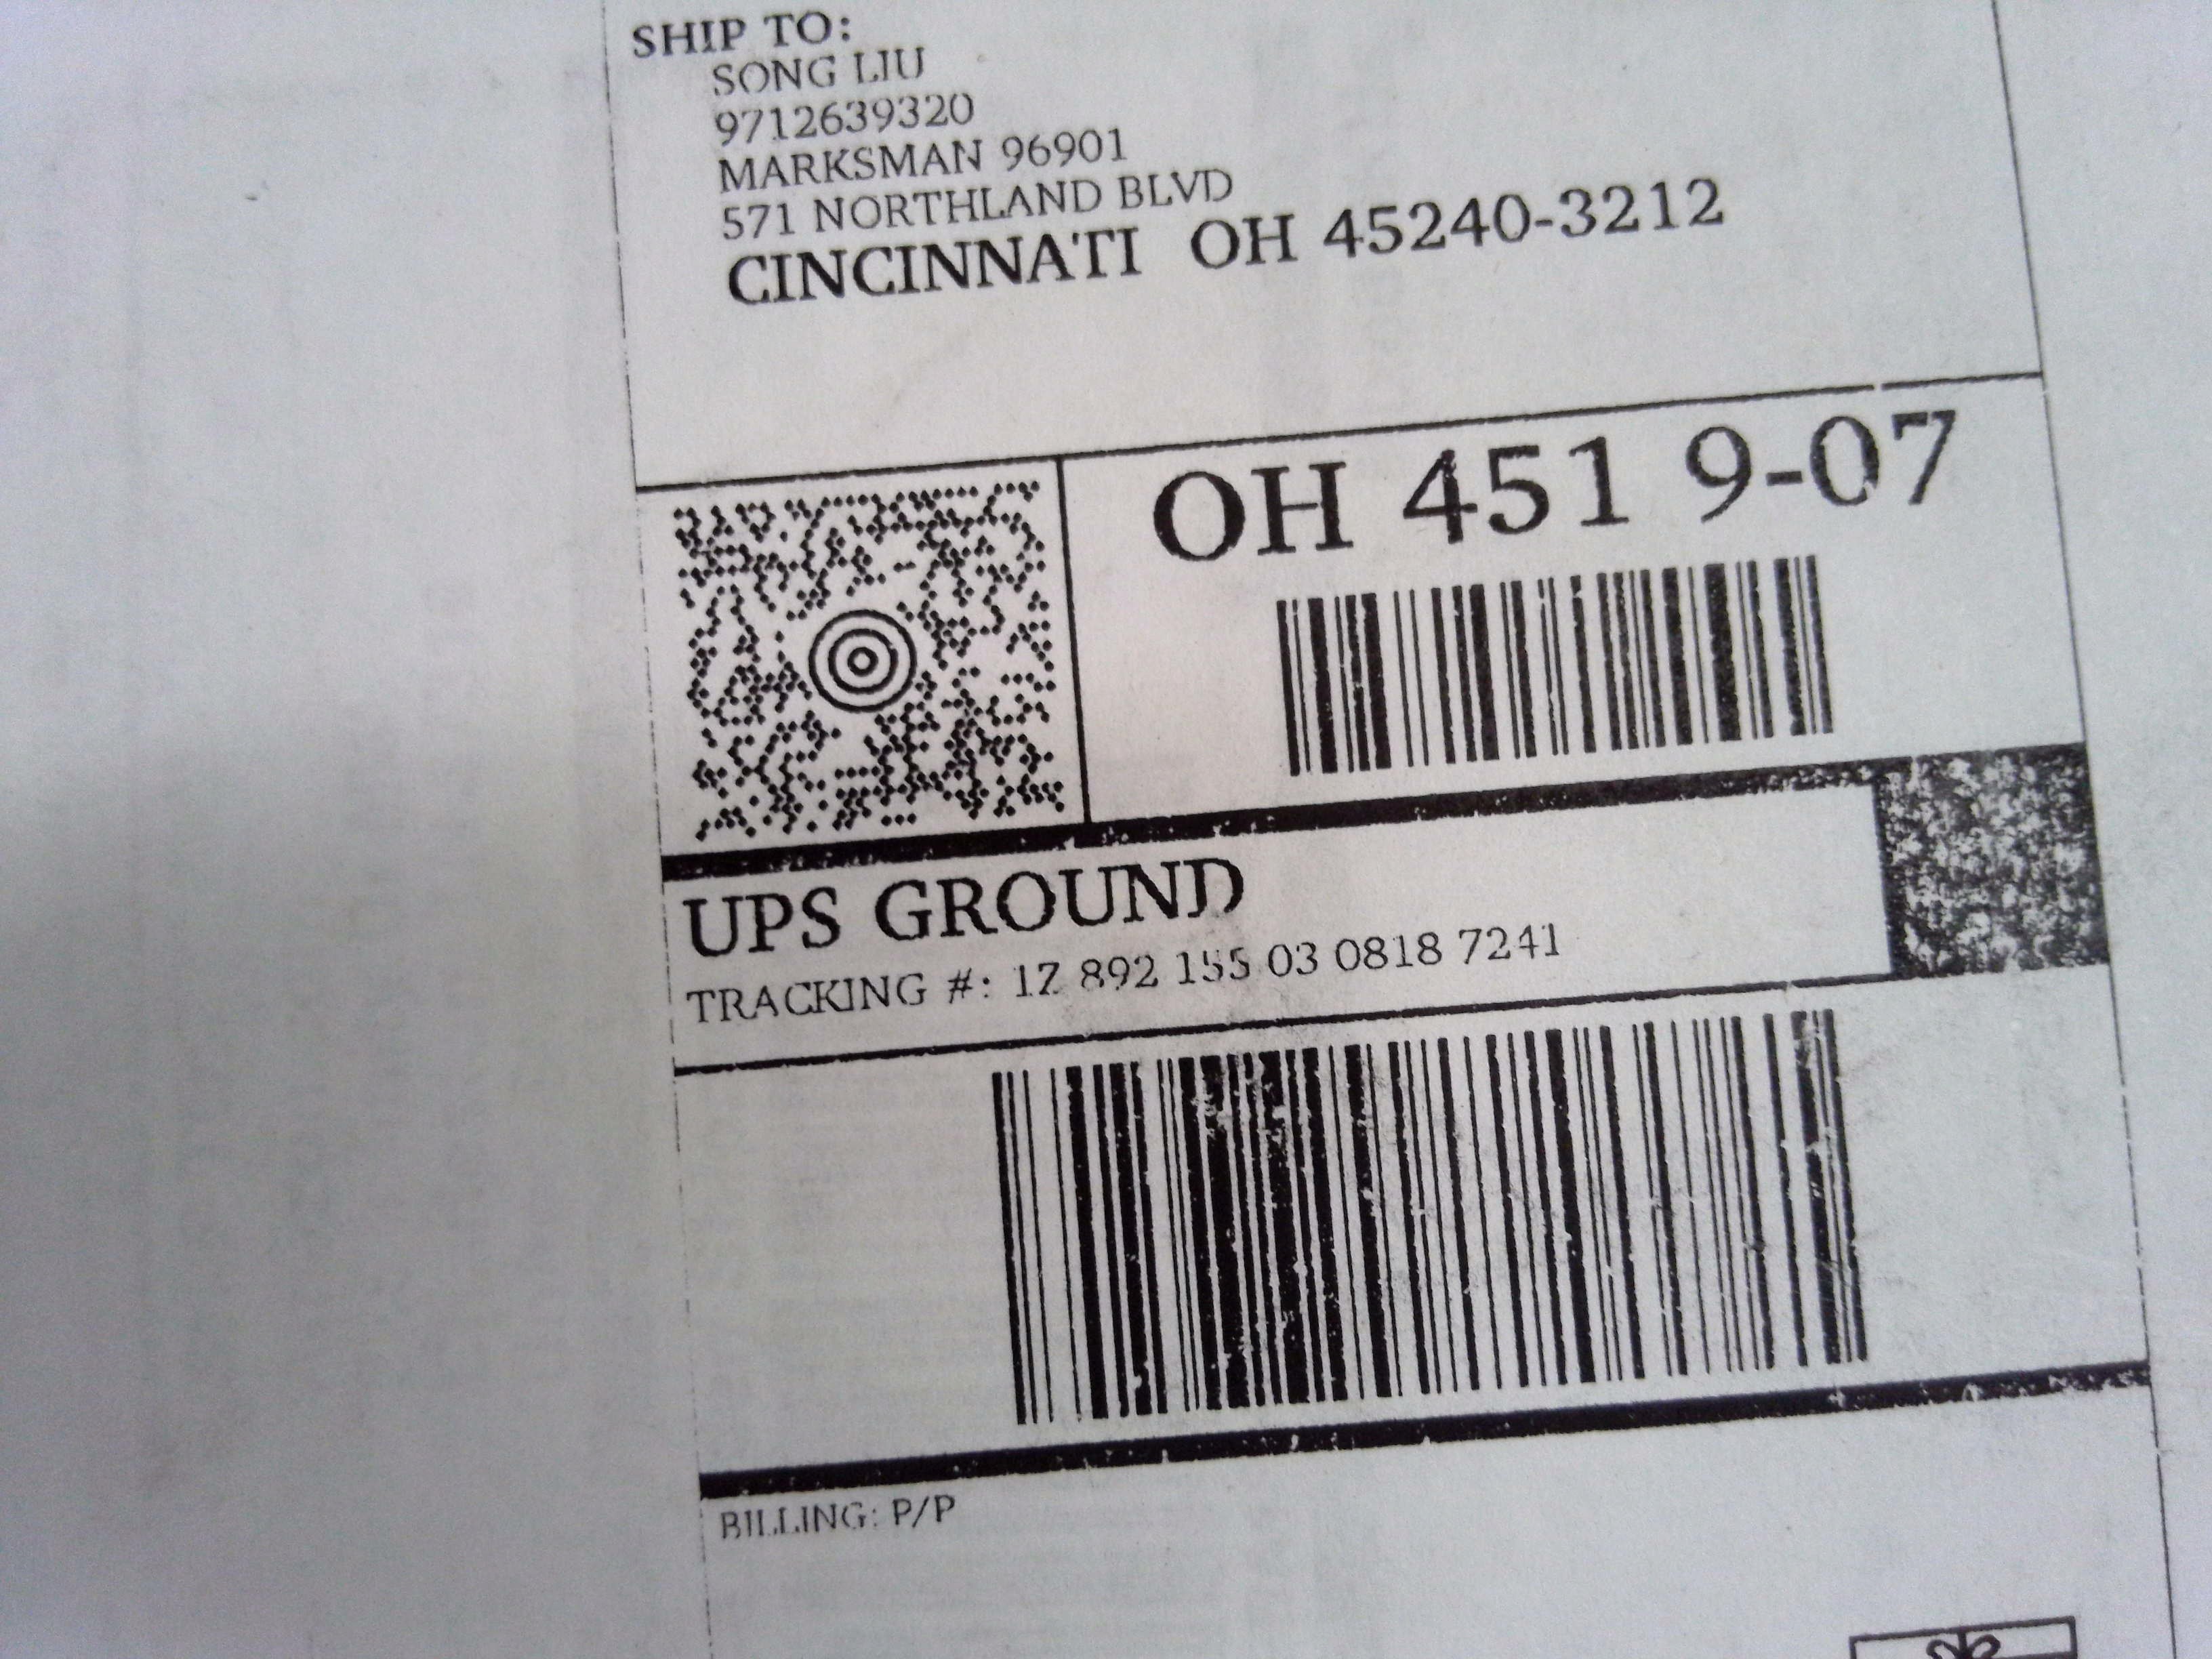 SHIP TO:
SONG LIU
9712639320
MARKSMAN 96901
571 NORTHLAND BLVD
CINCINNATI OH 45240-3212
OH 451 9-07
UPS GROUND
TRACKING #: 1Z 892 155 03 0818 7241
BILLING: P/P